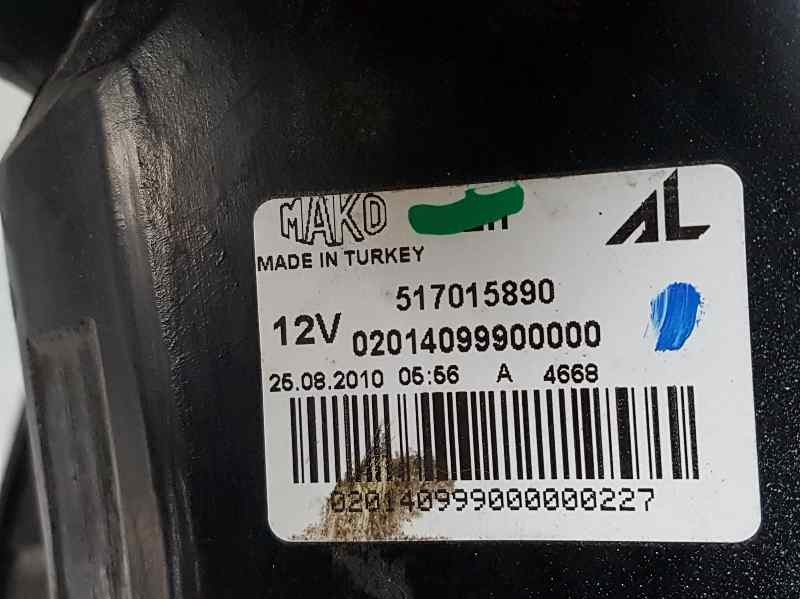 MAKO AL
MADE IN TURKEY
517015890
12V 02014099900000
25.08.2010 05:56 A 4668
020140999000000227